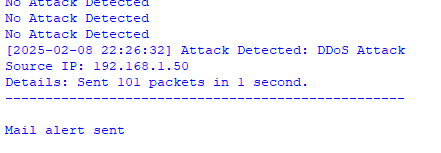 No Attack Detected
No Attack Detected
No Attack Detected
[2025-02-08 22:26:32] Attack Detected: DDoS Attack
Source IP: 192.168.1.50
Details: Sent 101 packets in 1 second.
--------------------------------------------------
Mail alert sent